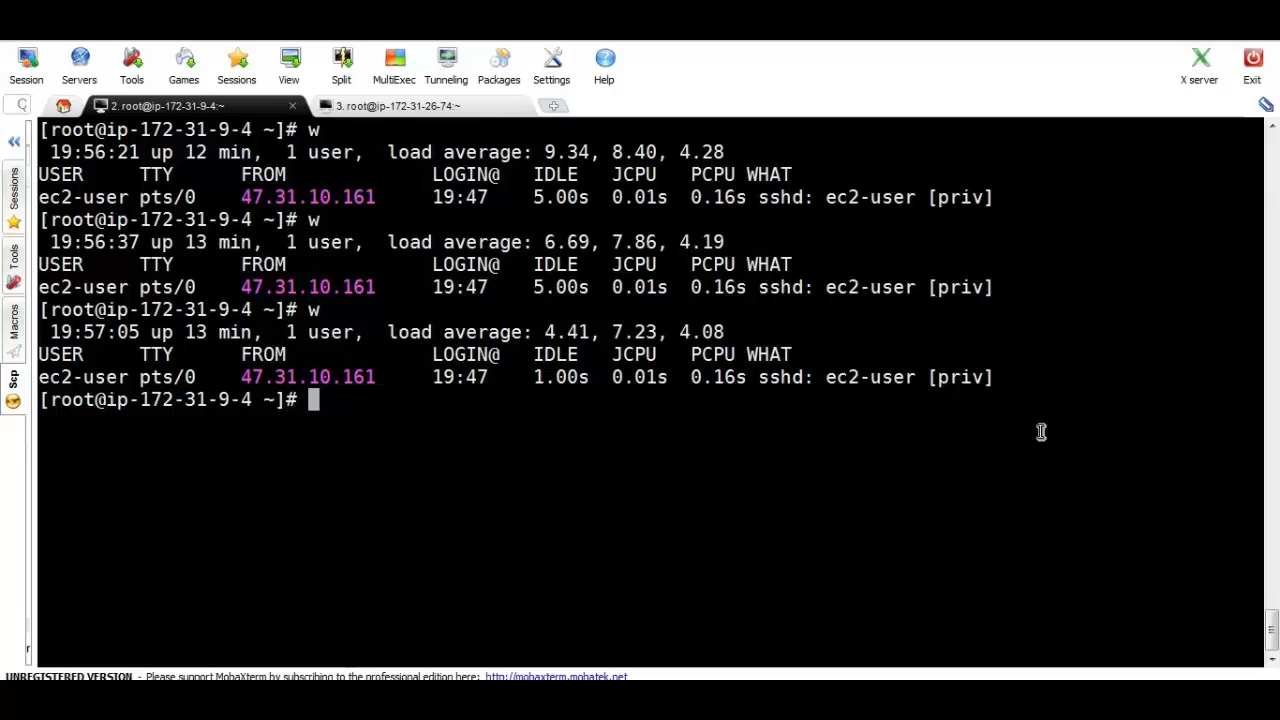 Session Servers Tools Games Sessions View Split MultiExec Tunneling Packages Settings Help X server Exit
2. root@ip-172-31-9-4:~ 3. root@ip-172-31-26-74:~
[root@ip-172-31-9-4 ~]# w
19:56:21 up 12 min, 1 user, load average: 9.34, 8.40, 4.28
USER TTY FROM LOGIN@ IDLE JCPU PCPU WHAT
ec2-user pts/0 47.31.10.161 19:47 5.00s 0.01s 0.16s sshd: ec2-user [priv]
[root@ip-172-31-9-4 ~]# w
19:56:37 up 13 min, 1 user, load average: 6.69, 7.86, 4.19
USER TTY FROM LOGIN@ IDLE JCPU PCPU WHAT
ec2-user pts/0 47.31.10.161 19:47 5.00s 0.01s 0.16s sshd: ec2-user [priv]
[root@ip-172-31-9-4 ~]# w
19:57:05 up 13 min, 1 user, load average: 4.41, 7.23, 4.08
USER TTY FROM LOGIN@ IDLE JCPU PCPU WHAT
ec2-user pts/0 47.31.10.161 19:47 1.00s 0.01s 0.16s sshd: ec2-user [priv]
[root@ip-172-31-9-4 ~]#
Sessions
Tools
Macros
Scp
UNREGISTERED VERSION - Please support MobaXterm by subscribing to the professional edition here: http://mobaxterm.mobatek.net